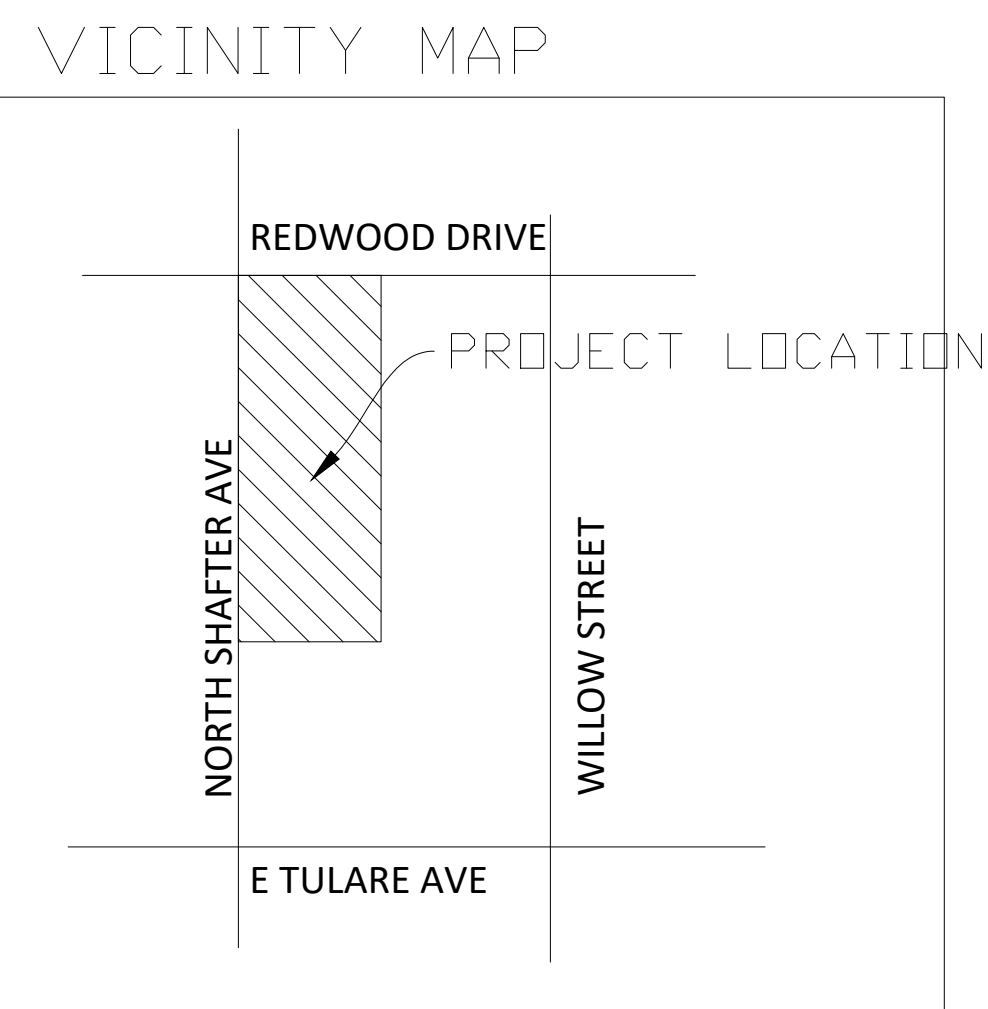 VICINITY MAP
REDWOOD DRIVE
PROJECT LOCATION
NORTH SHAFTER AVE
WILLOW STREET
E TULARE AVE